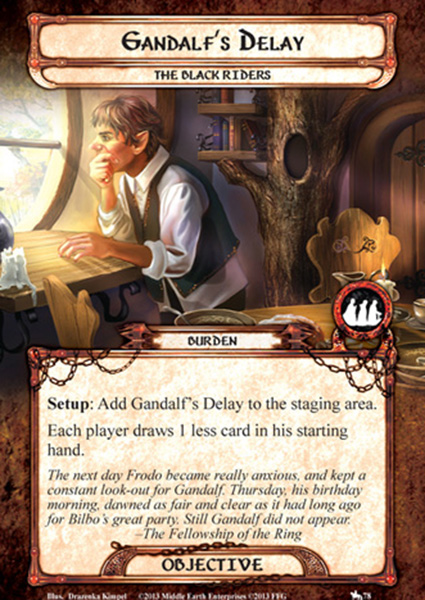 GANDALF'S DELAY
THE BLACK RIDERS
BURDEN
Setup: Add Gandalf's Delay to the staging area.
Each player draws 1 less card in his starting
hand.
The next day Frodo became really anxious, and kept a
constant look-out for Gandalf. Thursday, his birthday
morning, dawned as fair and clear as it had long ago
for Bilbo's great party. Still Gandalf did not appear.
–The Fellowship of the Ring
OBJECTIVE
Illus. Drazenka Kimpel ©2013 Middle Earth Enterprises ©2013 FFG 78